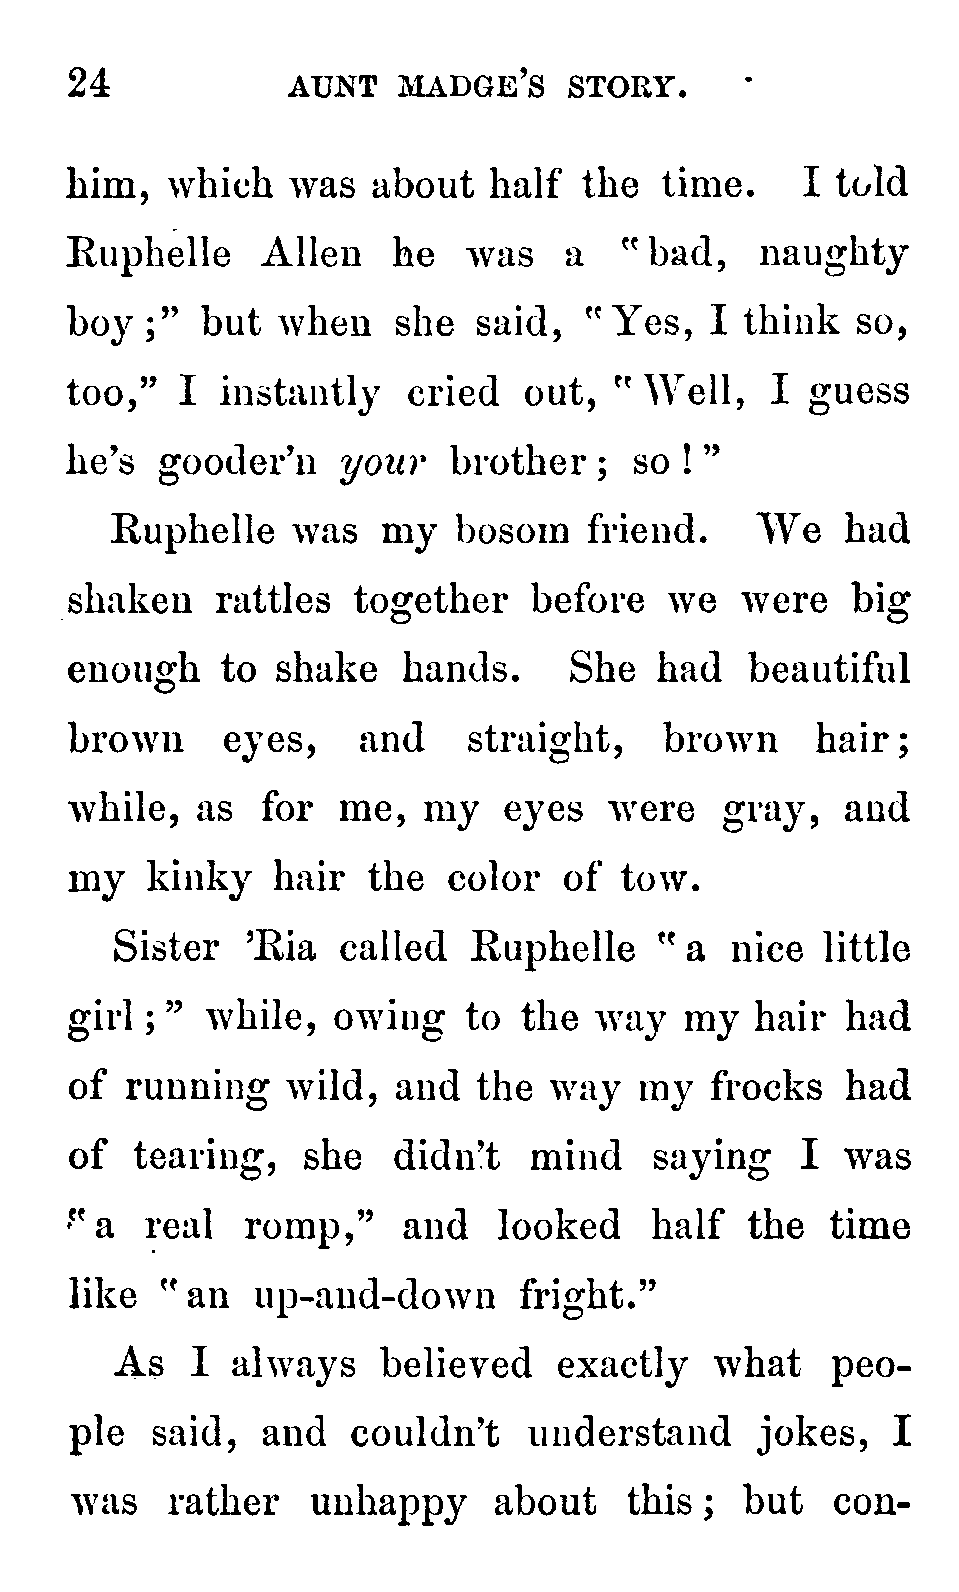 24 AUNT MADGE'S STORY.
him, which was about half the time. I told
Ruphelle Allen he was a "bad, naughty
boy;" but when she said, "Yes, I think so,
too," I instantly cried out, "Well, I guess
he's gooder'n your brother; so!"
Ruphelle was my bosom friend. We had
shaken rattles together before we were big
enough to shake hands. She had beautiful
brown eyes, and straight, brown hair;
while, as for me, my eyes were gray, and
my kinky hair the color of tow.
Sister 'Ria called Ruphelle "a nice little
girl;" while, owing to the way my hair had
of running wild, and the way my frocks had
of tearing, she didn't mind saying I was
"a real romp," and looked half the time
like "an up-and-down fright."
As I always believed exactly what peo-
ple said, and couldn't understand jokes, I
was rather unhappy about this; but con-